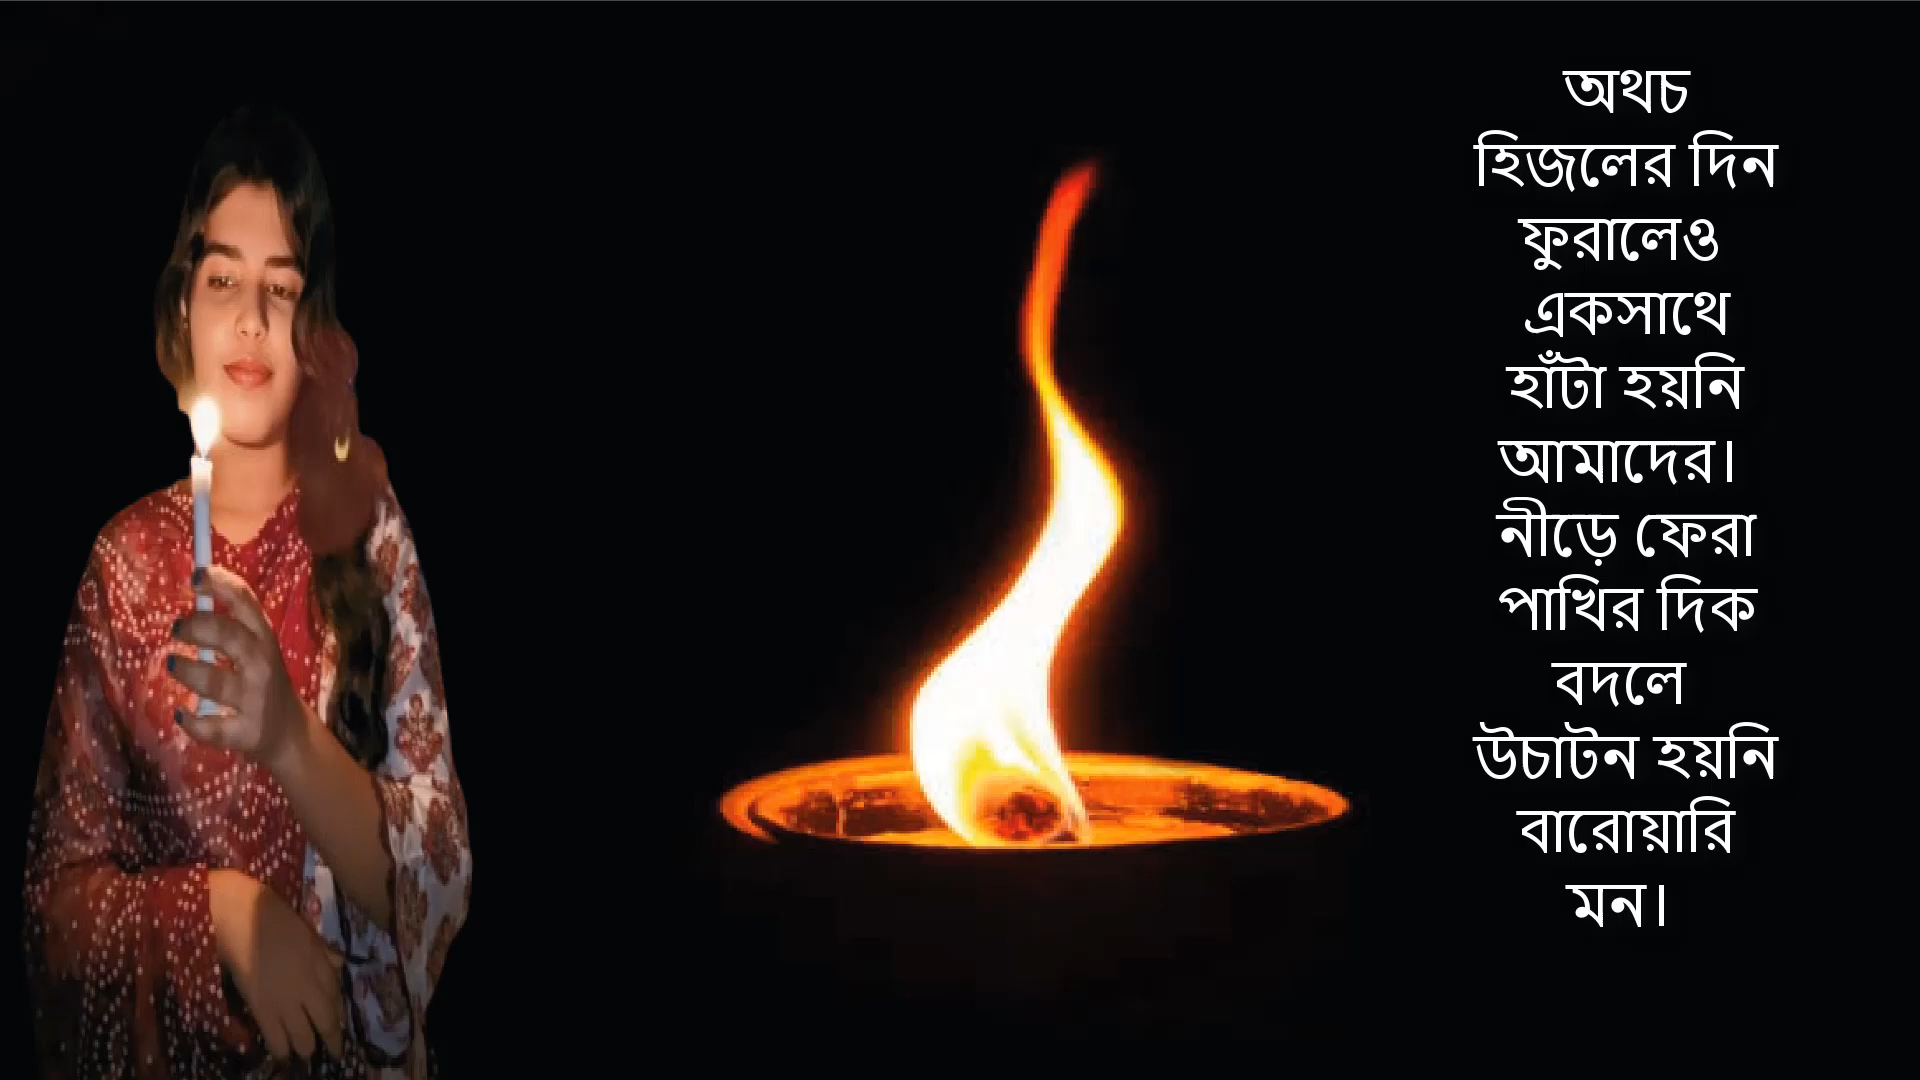 অথচ
হিজলের দিন
ফুরালেও
একসাথে
হাঁটা হয়নি
আমাদের।
নীড়ে ফেরা
পাখির দিক
বদলে
উচাটন হয়নি
বারোয়ারি
মন।